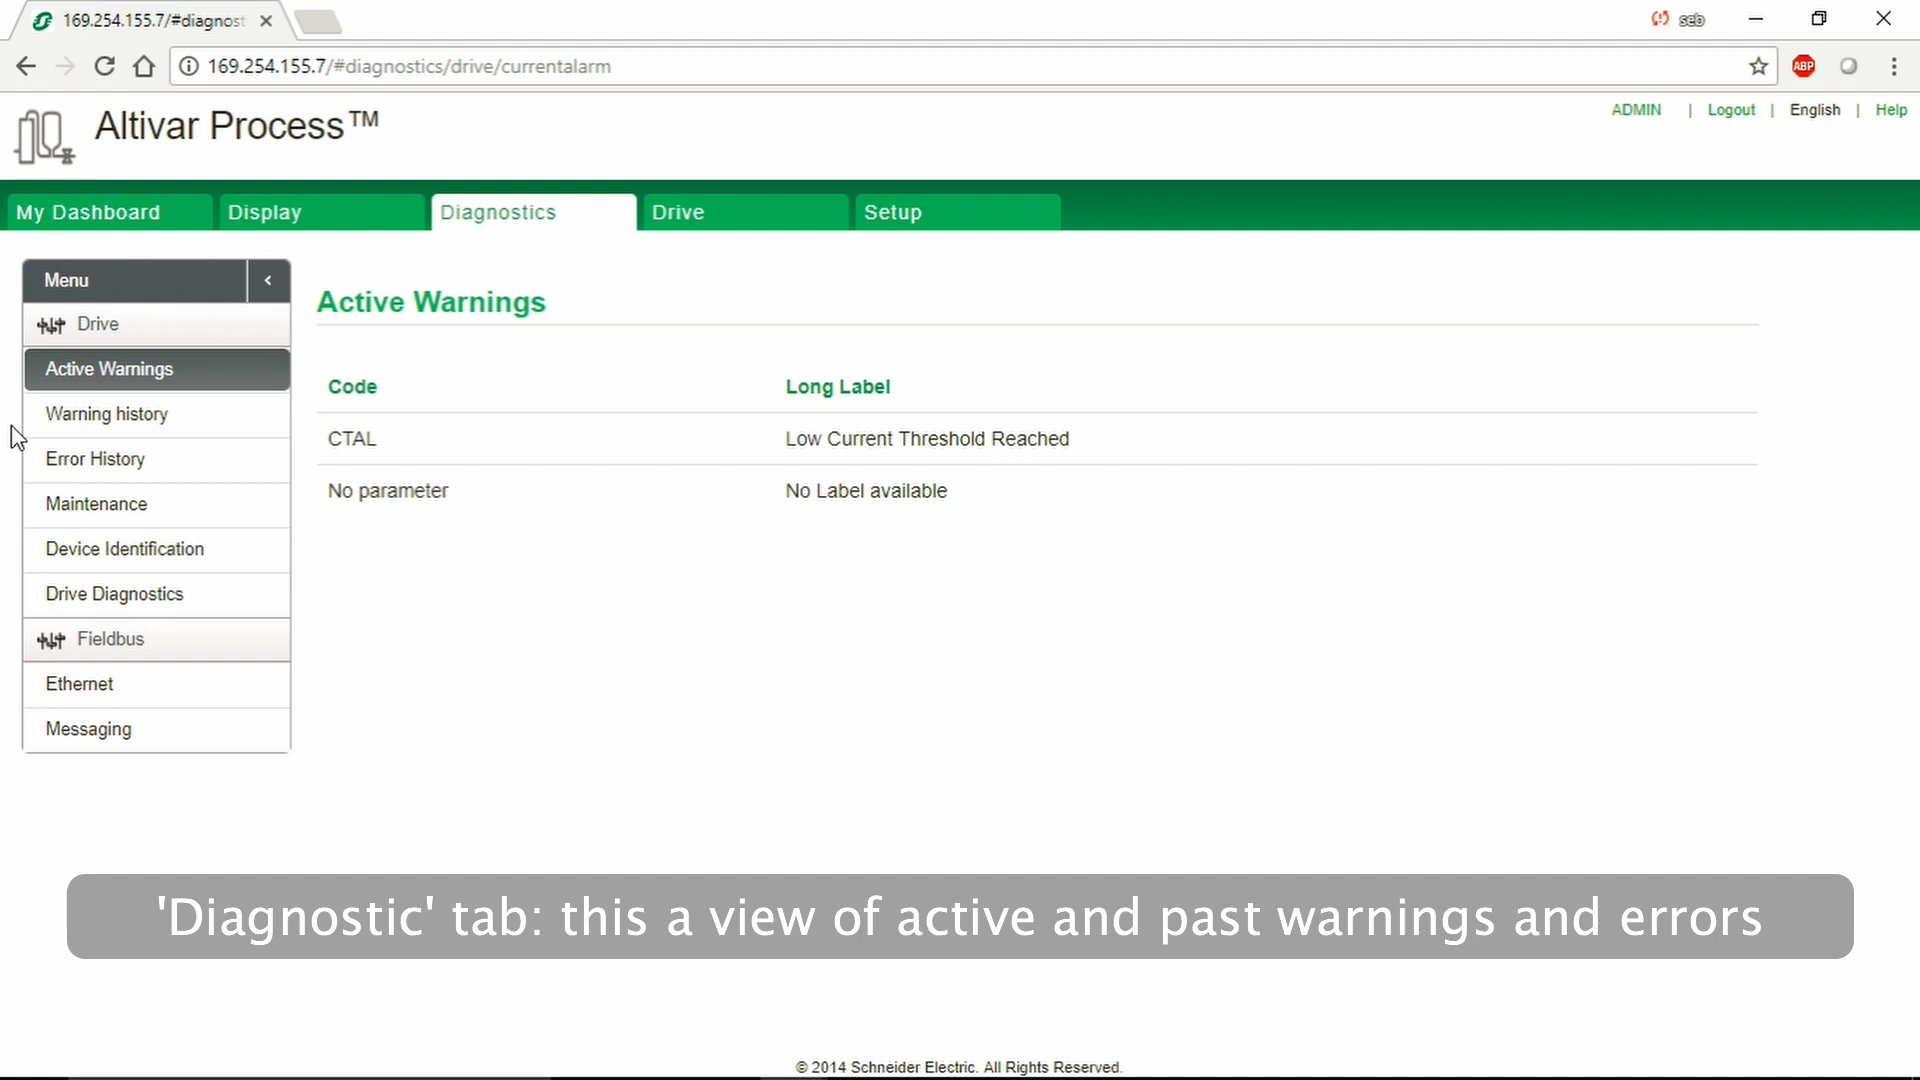 169.254.155.7/#diagnost
seb
169.254.155.7/#diagnostics/drive/currentalarm
ABP
Altivar Process™
ADMIN | Logout | English | Help
My Dashboard
Display
Diagnostics
Drive
Setup
Menu
Drive
Active Warnings
Warning history
Error History
Maintenance
Device Identification
Drive Diagnostics
Fieldbus
Ethernet
Messaging
Active Warnings
Code Long Label
CTAL Low Current Threshold Reached
No parameter No Label available
'Diagnostic' tab: this a view of active and past warnings and errors
© 2014 Schneider Electric. All Rights Reserved.